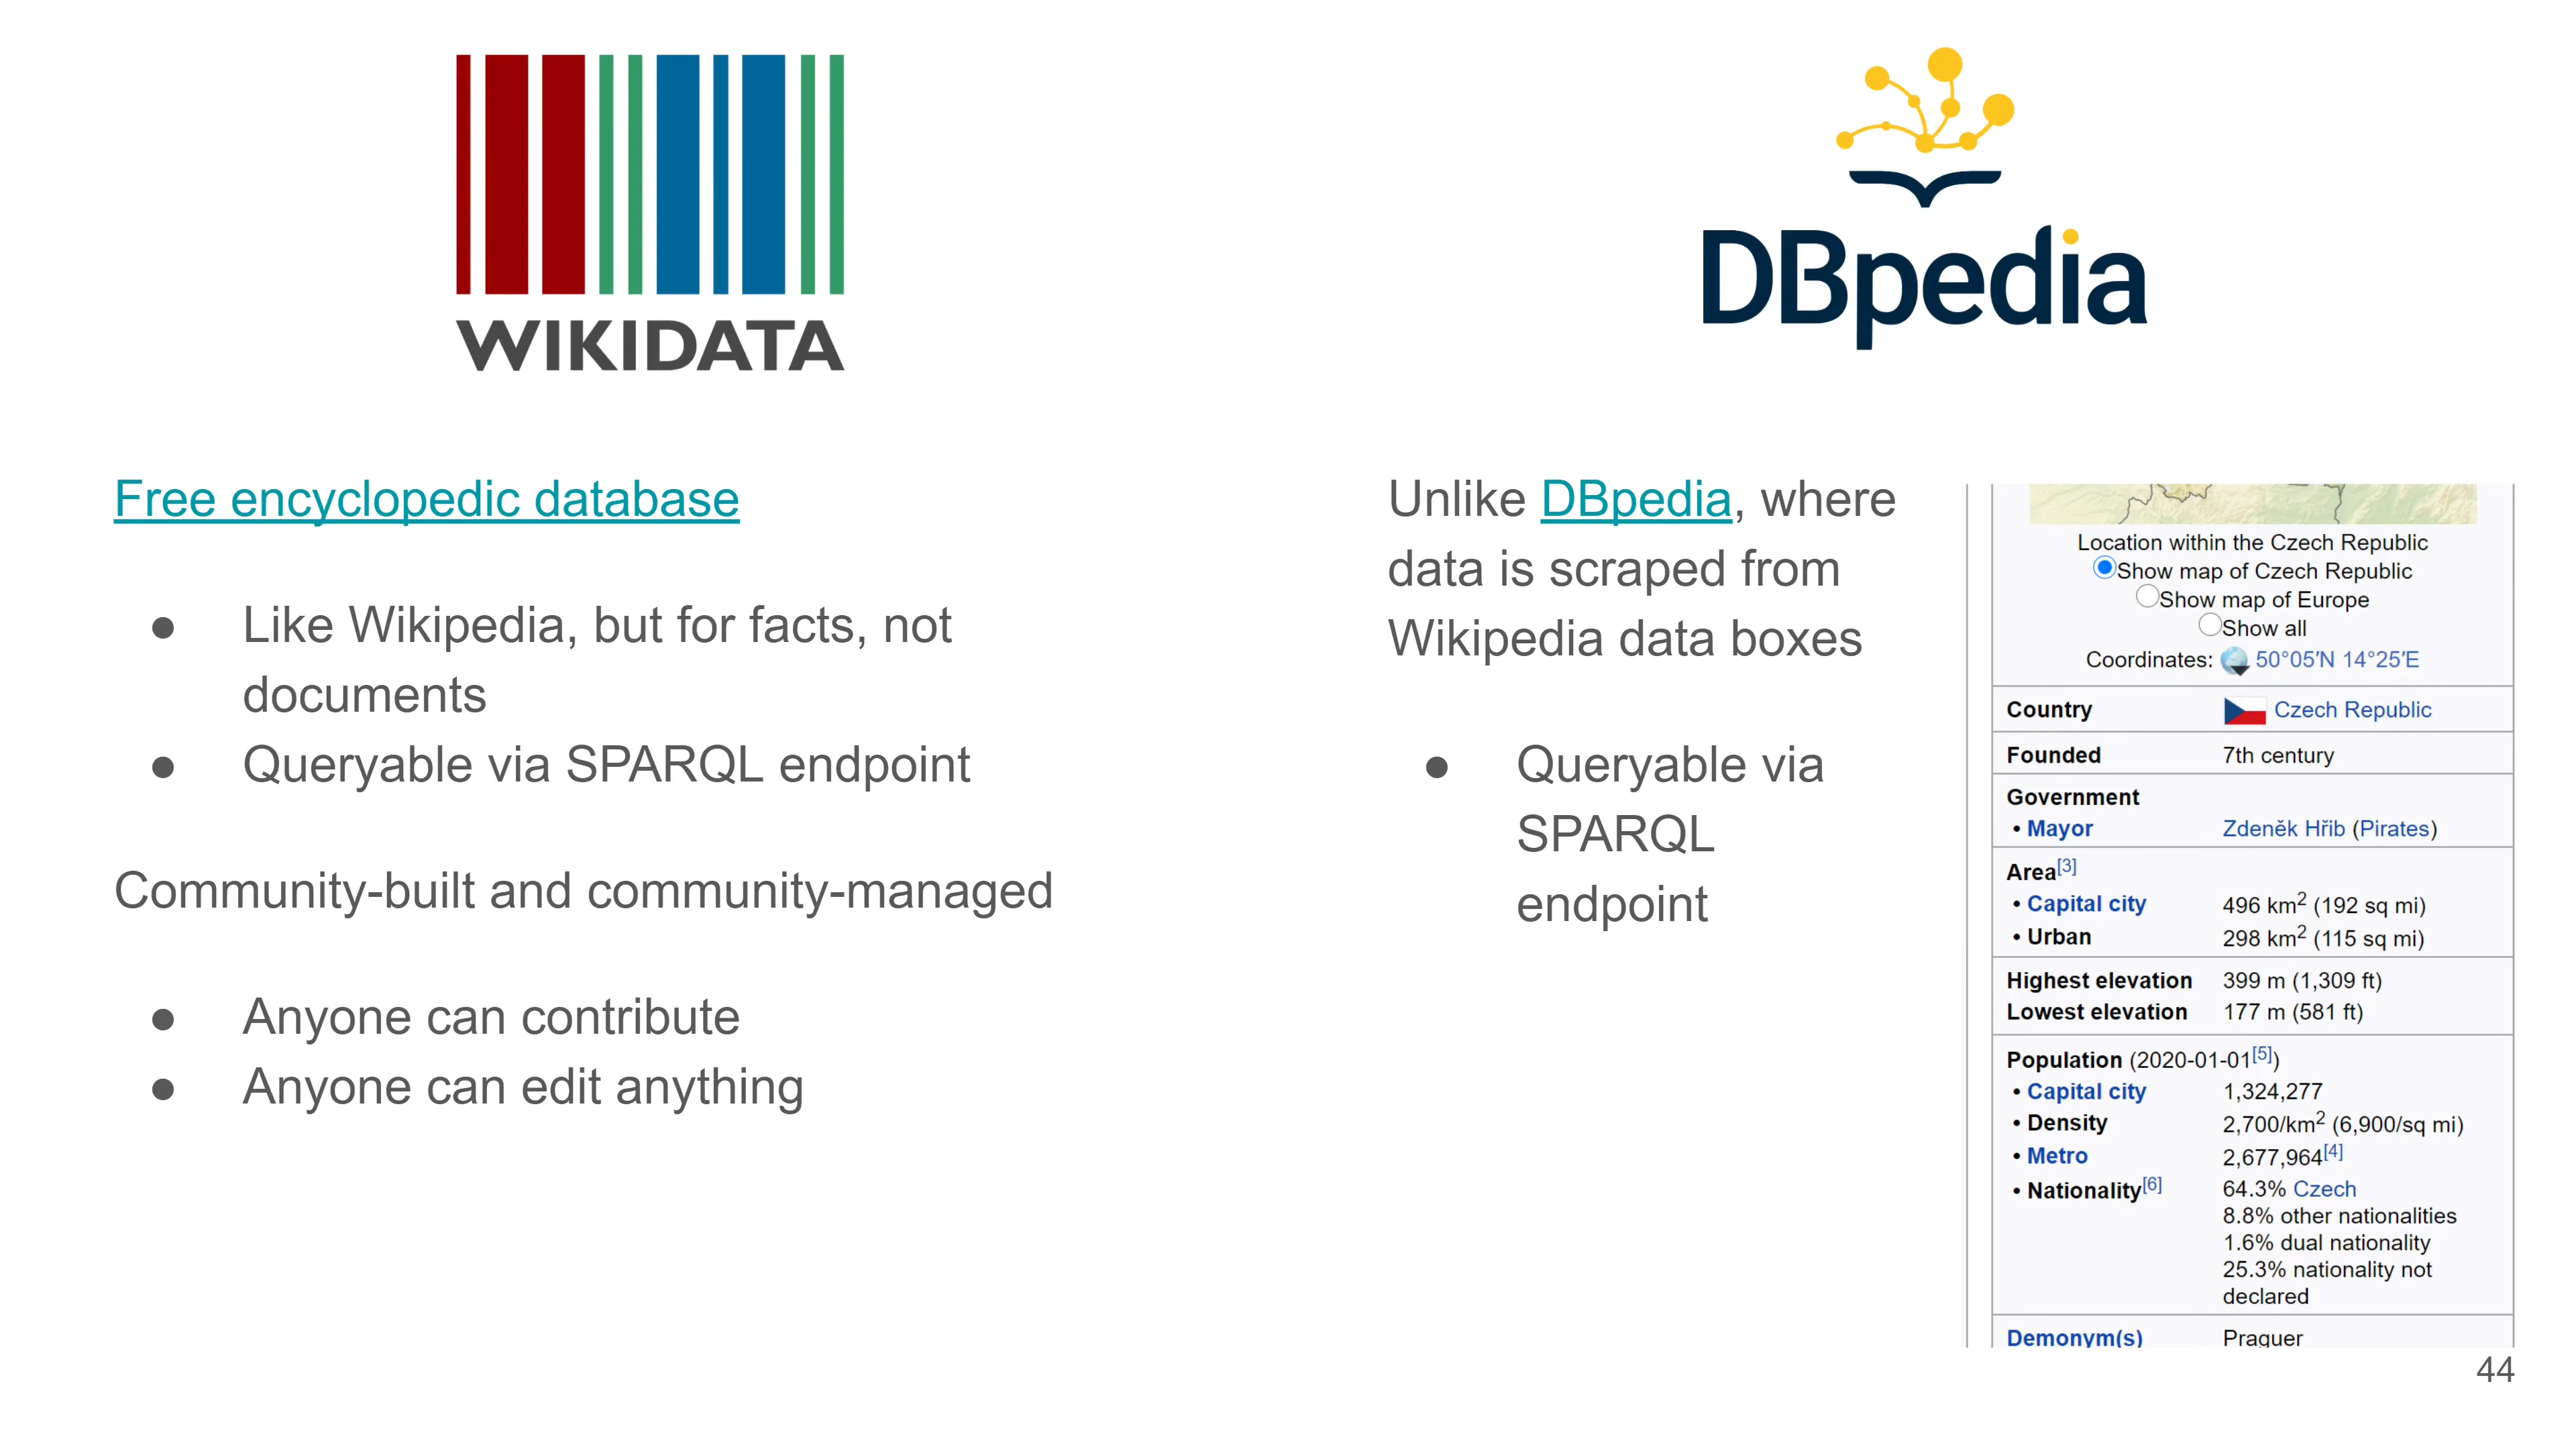 WIKIDATA
Free encyclopedic database
● Like Wikipedia, but for facts, not
documents
● Queryable via SPARQL endpoint
Community-built and community-managed
● Anyone can contribute
● Anyone can edit anything
DBpedia
Unlike DBpedia, where
data is scraped from
Wikipedia data boxes
● Queryable via
SPARQL
endpoint
Location within the Czech Republic
Show map of Czech Republic
Show map of Europe
Show all
Coordinates: 50°05′N 14°25′E
Country Czech Republic
Founded 7th century
Government
• Mayor Zdeněk Hřib (Pirates)
Area[3]
• Capital city 496 km2 (192 sq mi)
• Urban 298 km2 (115 sq mi)
Highest elevation 399 m (1,309 ft)
Lowest elevation 177 m (581 ft)
Population (2020-01-01[5])
• Capital city 1,324,277
• Density 2,700/km2 (6,900/sq mi)
• Metro 2,677,964[4]
• Nationality[6] 64.3% Czech
8.8% other nationalities
1.6% dual nationality
25.3% nationality not
declared
Demonym(s) Praguer
44